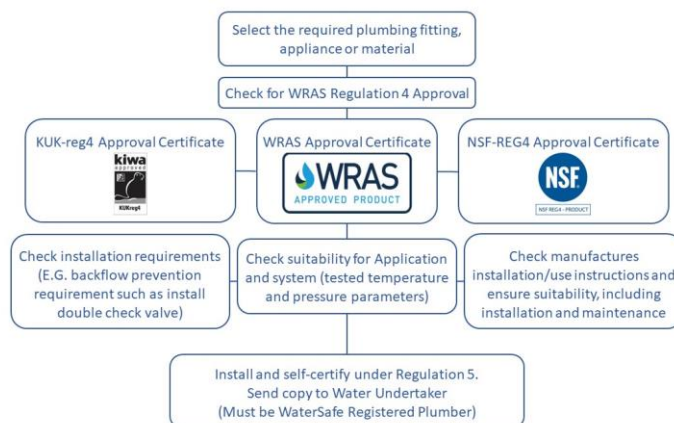 Select the required plumbing fitting,
appliance or material
Check for WRAS Regulation 4 Approval
KUK-reg4 Approval Certificate
kiwa
approved
KUKreg4
WRAS Approval Certificate
WRAS
APPROVED PRODUCT
NSF-REG4 Approval Certificate
NSF
NSF REG4 - PRODUCT
Check installation requirements
(E.G. backflow prevention
requirement such as install
double check valve)
Check suitability for Application
and system (tested temperature
and pressure parameters)
Check manufactures
installation/use instructions and
ensure suitability, including
installation and maintenance
Install and self-certify under Regulation 5.
Send copy to Water Undertaker
(Must be WaterSafe Registered Plumber)